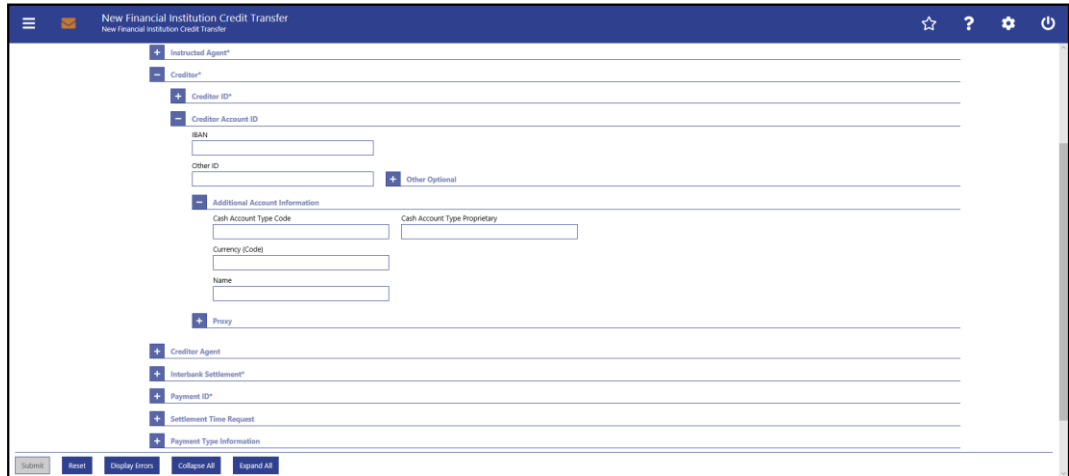 New Financial Institution Credit Transfer
New Financial Institution Credit Transfer
Instructed Agent*
Creditor*
Creditor ID*
Creditor Account ID
IBAN
Other ID
Other Optional
Additional Account Information
Cash Account Type Code Cash Account Type Proprietary
Currency (Code)
Name
Proxy
Creditor Agent
Interbank Settlement*
Payment ID*
Settlement Time Request
Payment Type Information
Submit Reset Display Errors Collapse All Expand All